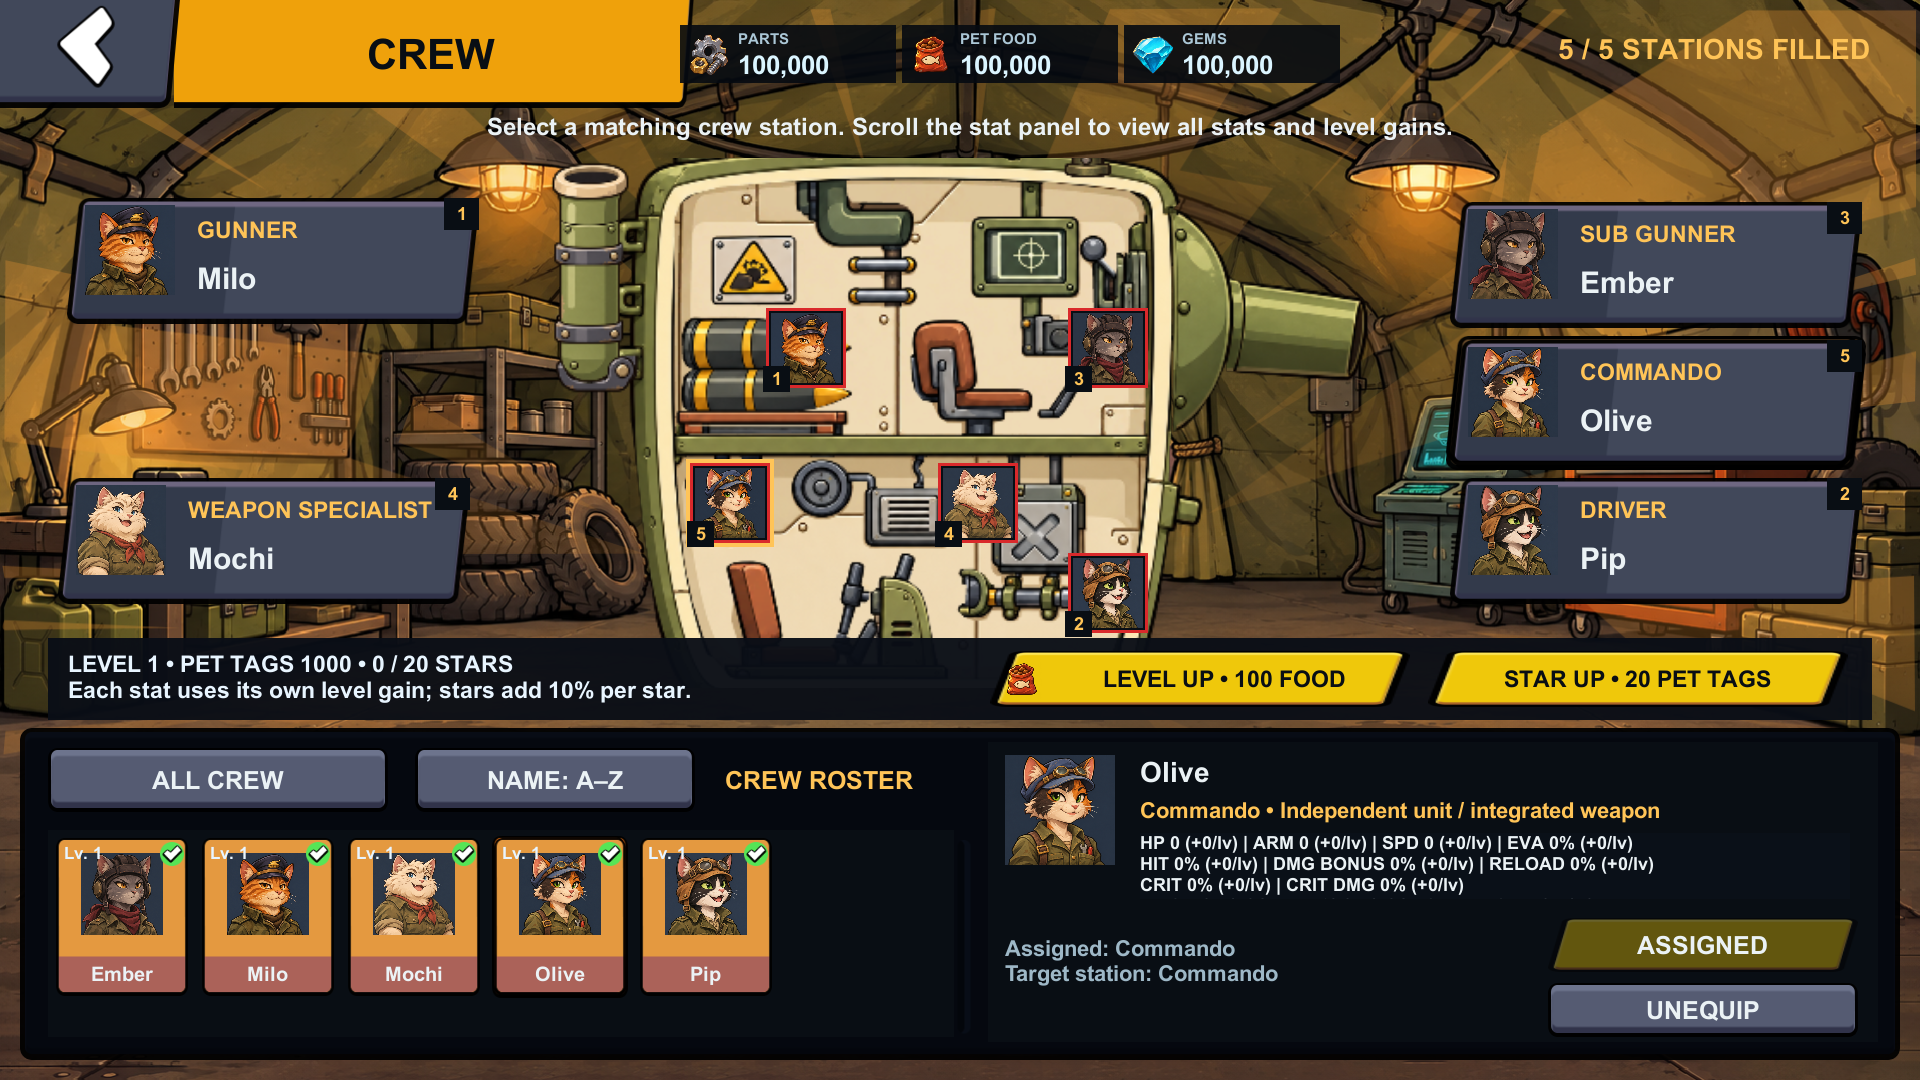 CREW
PARTS
100,000
PET FOOD
100,000
GEMS
100,000
5 / 5 STATIONS FILLED
Select a matching crew station. Scroll the stat panel to view all stats and level gains.
GUNNER
Milo
1
SUB GUNNER
Ember
3
COMMANDO
Olive
5
WEAPON SPECIALIST
Mochi
4
DRIVER
Pip
2
1
3
5
4
2
LEVEL 1 • PET TAGS 1000 • 0 / 20 STARS
Each stat uses its own level gain; stars add 10% per star.
LEVEL UP • 100 FOOD
STAR UP • 20 PET TAGS
ALL CREW
NAME: A–Z
CREW ROSTER
Lv. 1
Ember
Lv. 1
Milo
Lv. 1
Mochi
Lv. 1
Olive
Lv. 1
Pip
Olive
Commando • Independent unit / integrated weapon
HP 0 (+0/lv) | ARM 0 (+0/lv) | SPD 0 (+0/lv) | EVA 0% (+0/lv)
HIT 0% (+0/lv) | DMG BONUS 0% (+0/lv) | RELOAD 0% (+0/lv)
CRIT 0% (+0/lv) | CRIT DMG 0% (+0/lv)
Assigned: Commando
Target station: Commando
ASSIGNED
UNEQUIP